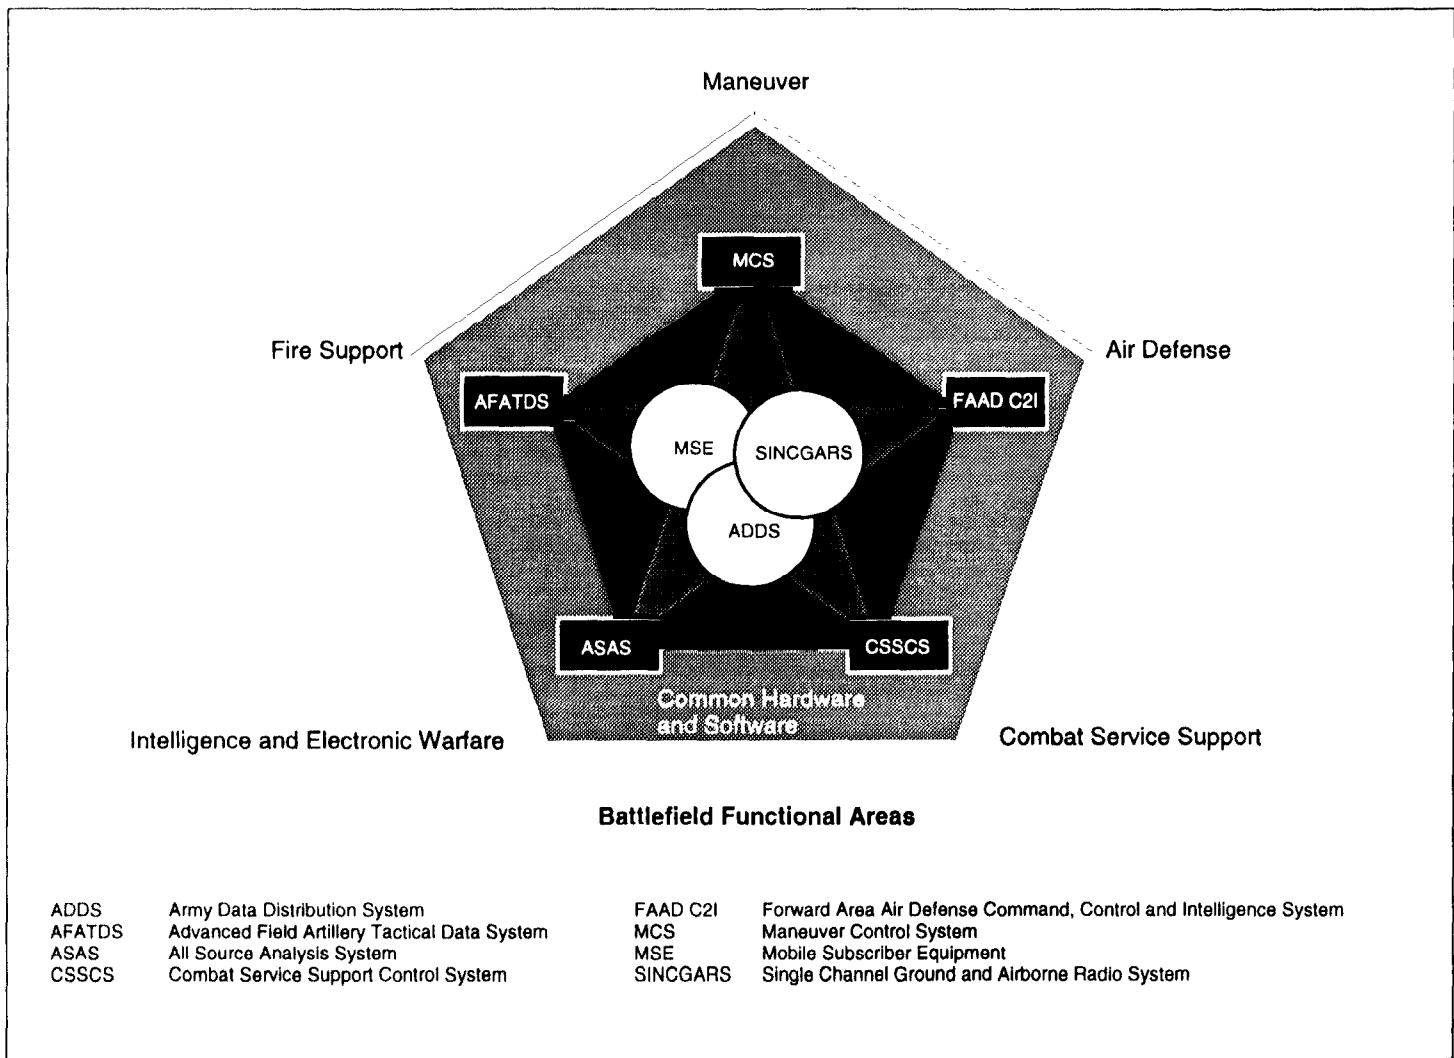 Maneuver
MCS
Fire Support
Air Defense
AFATDS
FAAD C2I
MSE
SINCGARS
ADDS
ASAS
CSSCS
Common Hardware
and Software
Intelligence and Electronic Warfare
Combat Service Support
Battlefield Functional Areas
ADDS Army Data Distribution System
AFATDS Advanced Field Artillery Tactical Data System
ASAS All Source Analysis System
CSSCS Combat Service Support Control System
FAAD C2I Forward Area Air Defense Command, Control and Intelligence System
MCS Maneuver Control System
MSE Mobile Subscriber Equipment
SINCGARS Single Channel Ground and Airborne Radio System